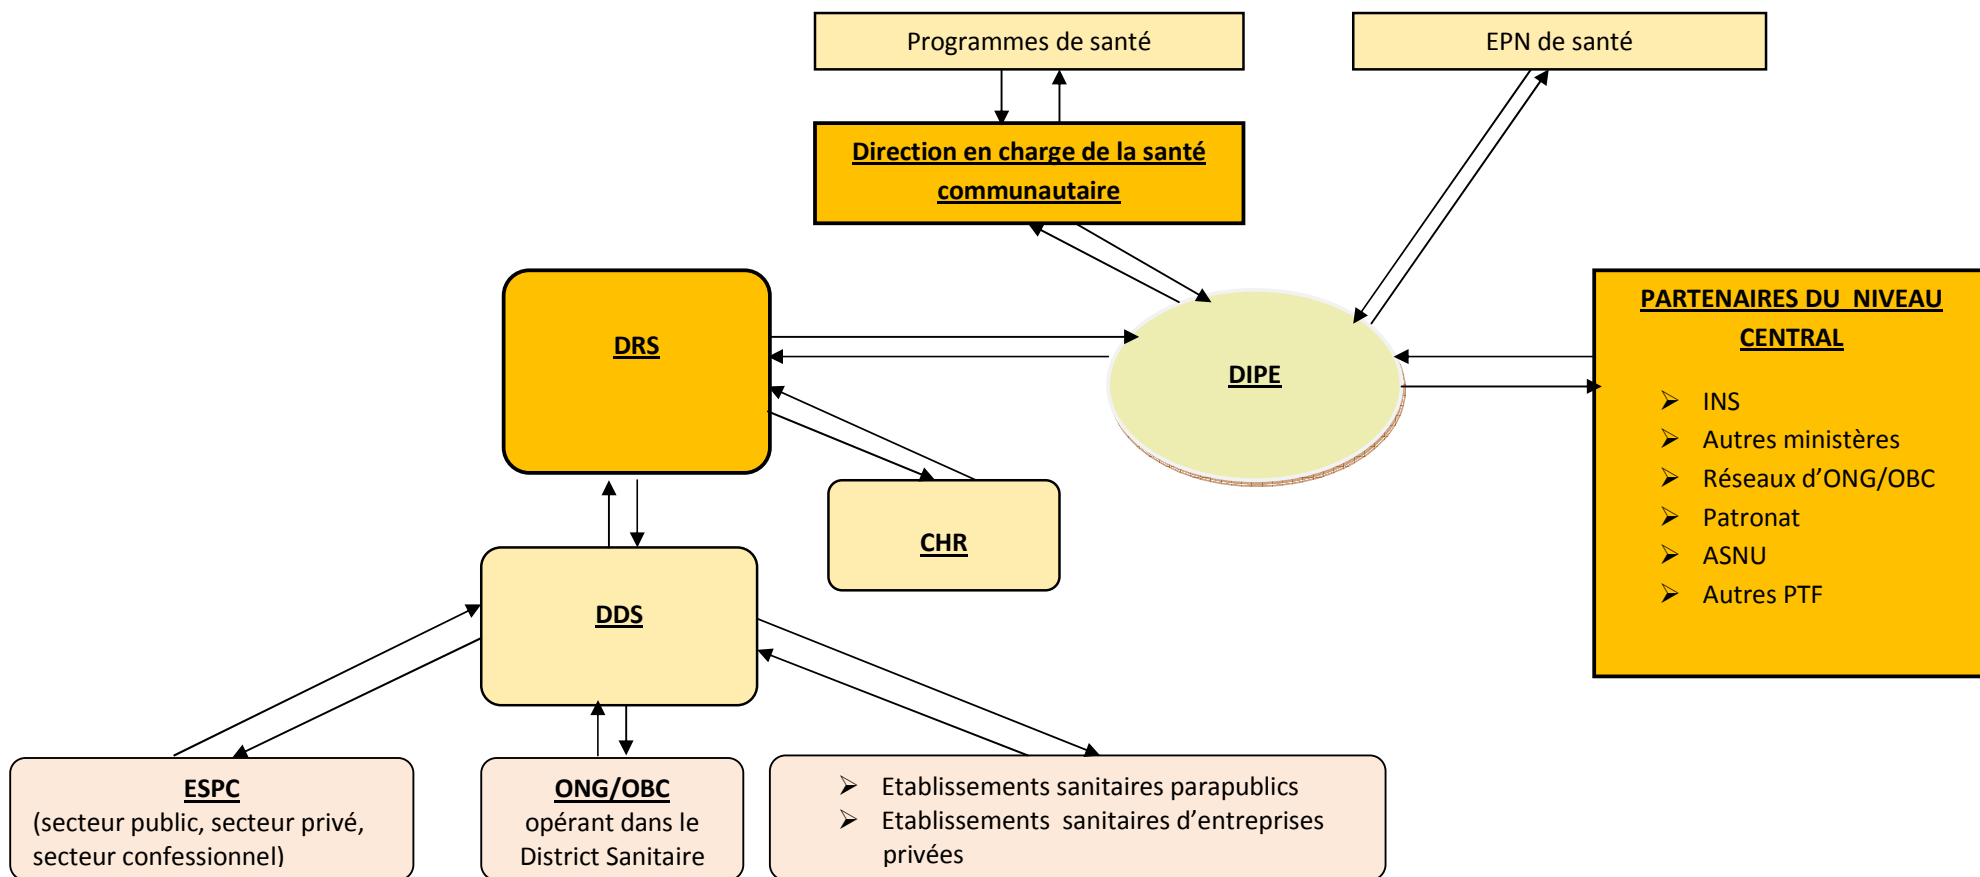 Programmes de santé
EPN de santé
Direction en charge de la santé
communautaire
DRS
DIPE
PARTENAIRES DU NIVEAU
CENTRAL
➢ INS
➢ Autres ministères
➢ Réseaux d’ONG/OBC
➢ Patronat
➢ ASNU
➢ Autres PTF
CHR
DDS
ESPC
(secteur public, secteur privé,
secteur confessionnel)
ONG/OBC
opérant dans le
District Sanitaire
➢ Etablissements sanitaires parapublics
➢ Etablissements sanitaires d’entreprises
privées